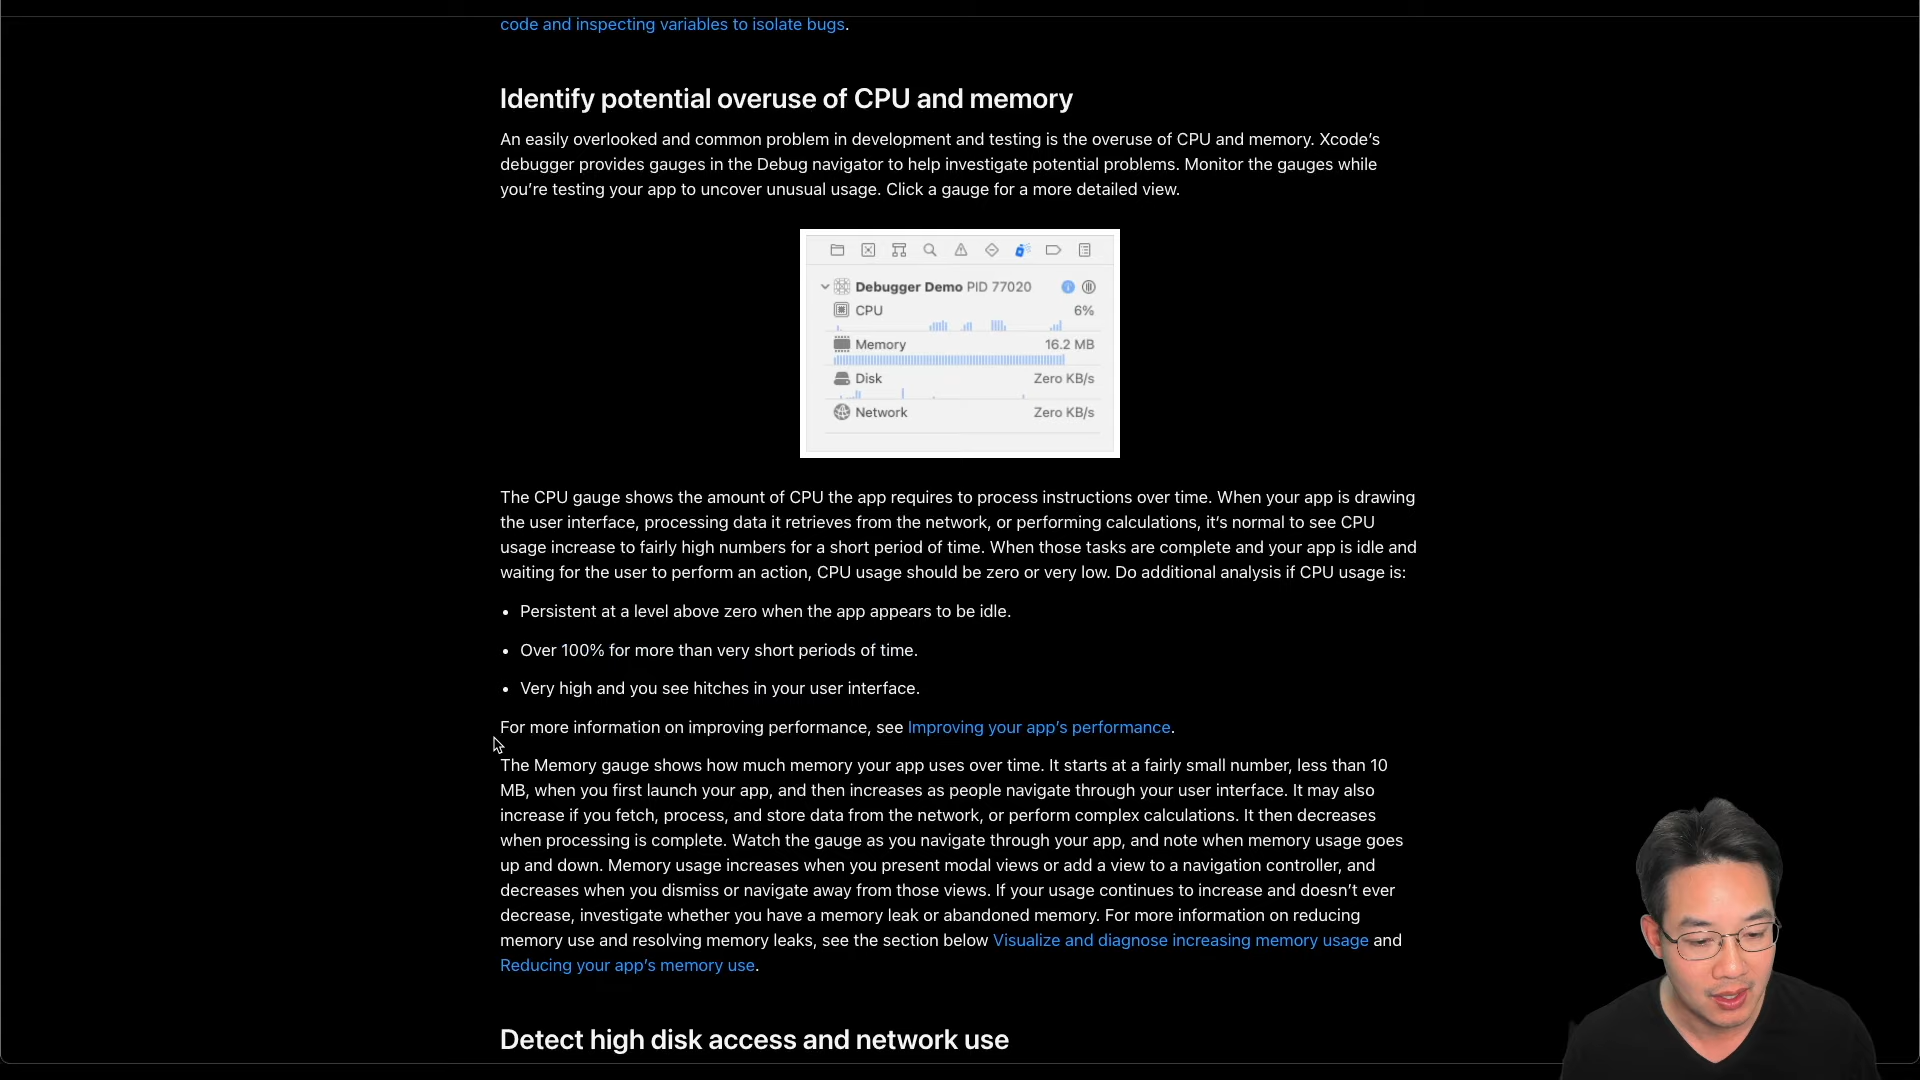 code and inspecting variables to isolate bugs.
Identify potential overuse of CPU and memory
An easily overlooked and common problem in development and testing is the overuse of CPU and memory. Xcode’s
debugger provides gauges in the Debug navigator to help investigate potential problems. Monitor the gauges while
you’re testing your app to uncover unusual usage. Click a gauge for a more detailed view.
Debugger Demo PID 77020
CPU 6%
Memory 16.2 MB
Disk Zero KB/s
Network Zero KB/s
The CPU gauge shows the amount of CPU the app requires to process instructions over time. When your app is drawing
the user interface, processing data it retrieves from the network, or performing calculations, it’s normal to see CPU
usage increase to fairly high numbers for a short period of time. When those tasks are complete and your app is idle and
waiting for the user to perform an action, CPU usage should be zero or very low. Do additional analysis if CPU usage is:
• Persistent at a level above zero when the app appears to be idle.
• Over 100% for more than very short periods of time.
• Very high and you see hitches in your user interface.
For more information on improving performance, see Improving your app’s performance.
The Memory gauge shows how much memory your app uses over time. It starts at a fairly small number, less than 10
MB, when you first launch your app, and then increases as people navigate through your user interface. It may also
increase if you fetch, process, and store data from the network, or perform complex calculations. It then decreases
when processing is complete. Watch the gauge as you navigate through your app, and note when memory usage goes
up and down. Memory usage increases when you present modal views or add a view to a navigation controller, and
decreases when you dismiss or navigate away from those views. If your usage continues to increase and doesn’t ever
decrease, investigate whether you have a memory leak or abandoned memory. For more information on reducing
memory use and resolving memory leaks, see the section below Visualize and diagnose increasing memory usage and
Reducing your app’s memory use.
Detect high disk access and network use